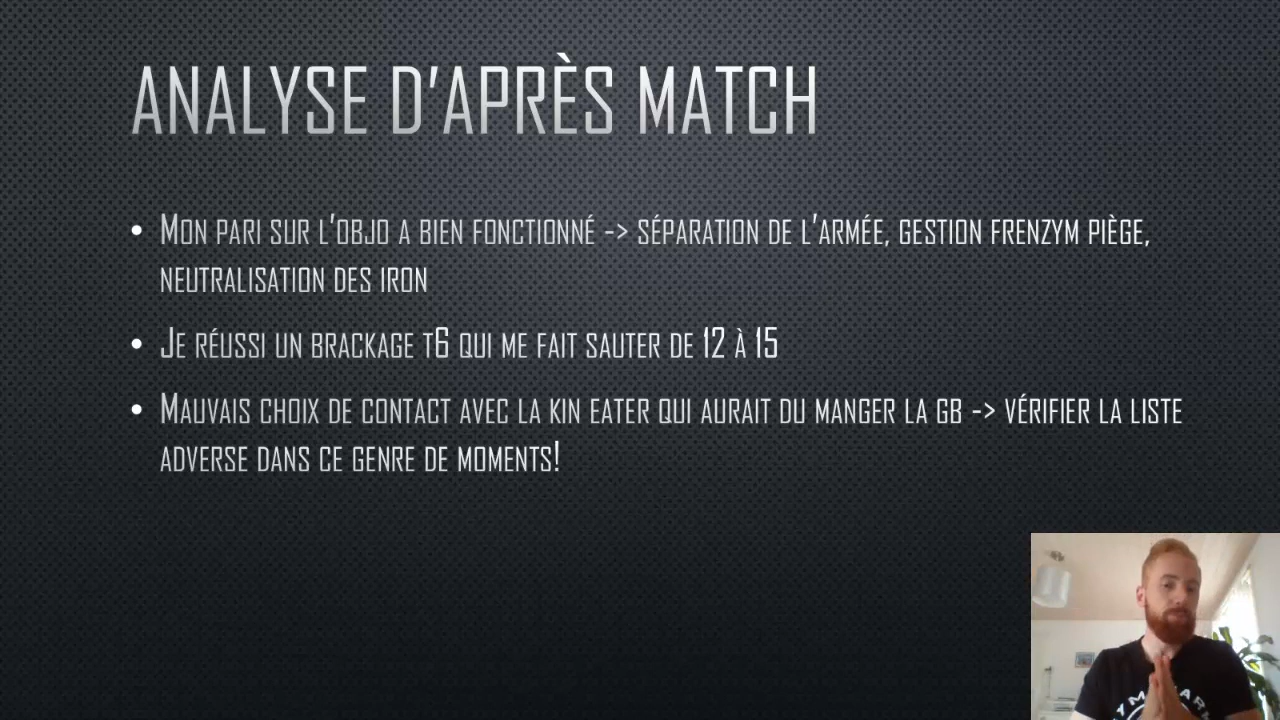 ANALYSE D'APRÈS MATCH
• MON PARI SUR L'OBJO A BIEN FONCTIONNÉ -> SÉPARATION DE L'ARMÉE, GESTION FRENZYM PIÈGE,
NEUTRALISATION DES IRON
• JE RÉUSSI UN BRACKAGE T6 QUI ME FAIT SAUTER DE 12 À 15
• MAUVAIS CHOIX DE CONTACT AVEC LA KIN EATER QUI AURAIT DU MANGER LA GB -> VÉRIFIER LA LISTE
ADVERSE DANS CE GENRE DE MOMENTS!